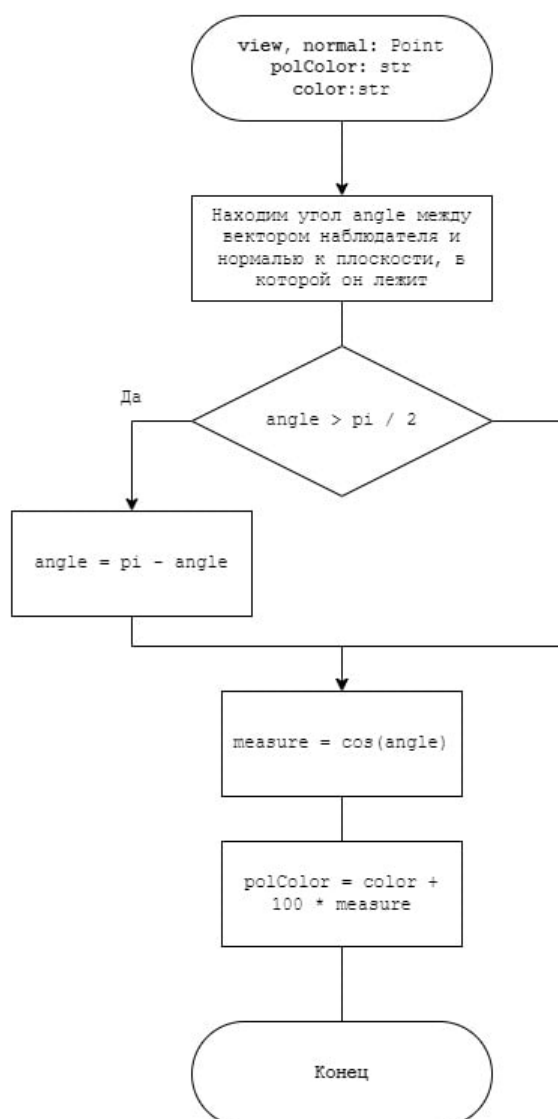 view, normal: Point
polColor: str
color:str
Находим угол angle между
вектором наблюдателя и
нормалью к плоскости, в
которой он лежит
Да
angle > pi / 2
angle = pi - angle
measure = cos(angle)
polColor = color +
100 * measure
Конец